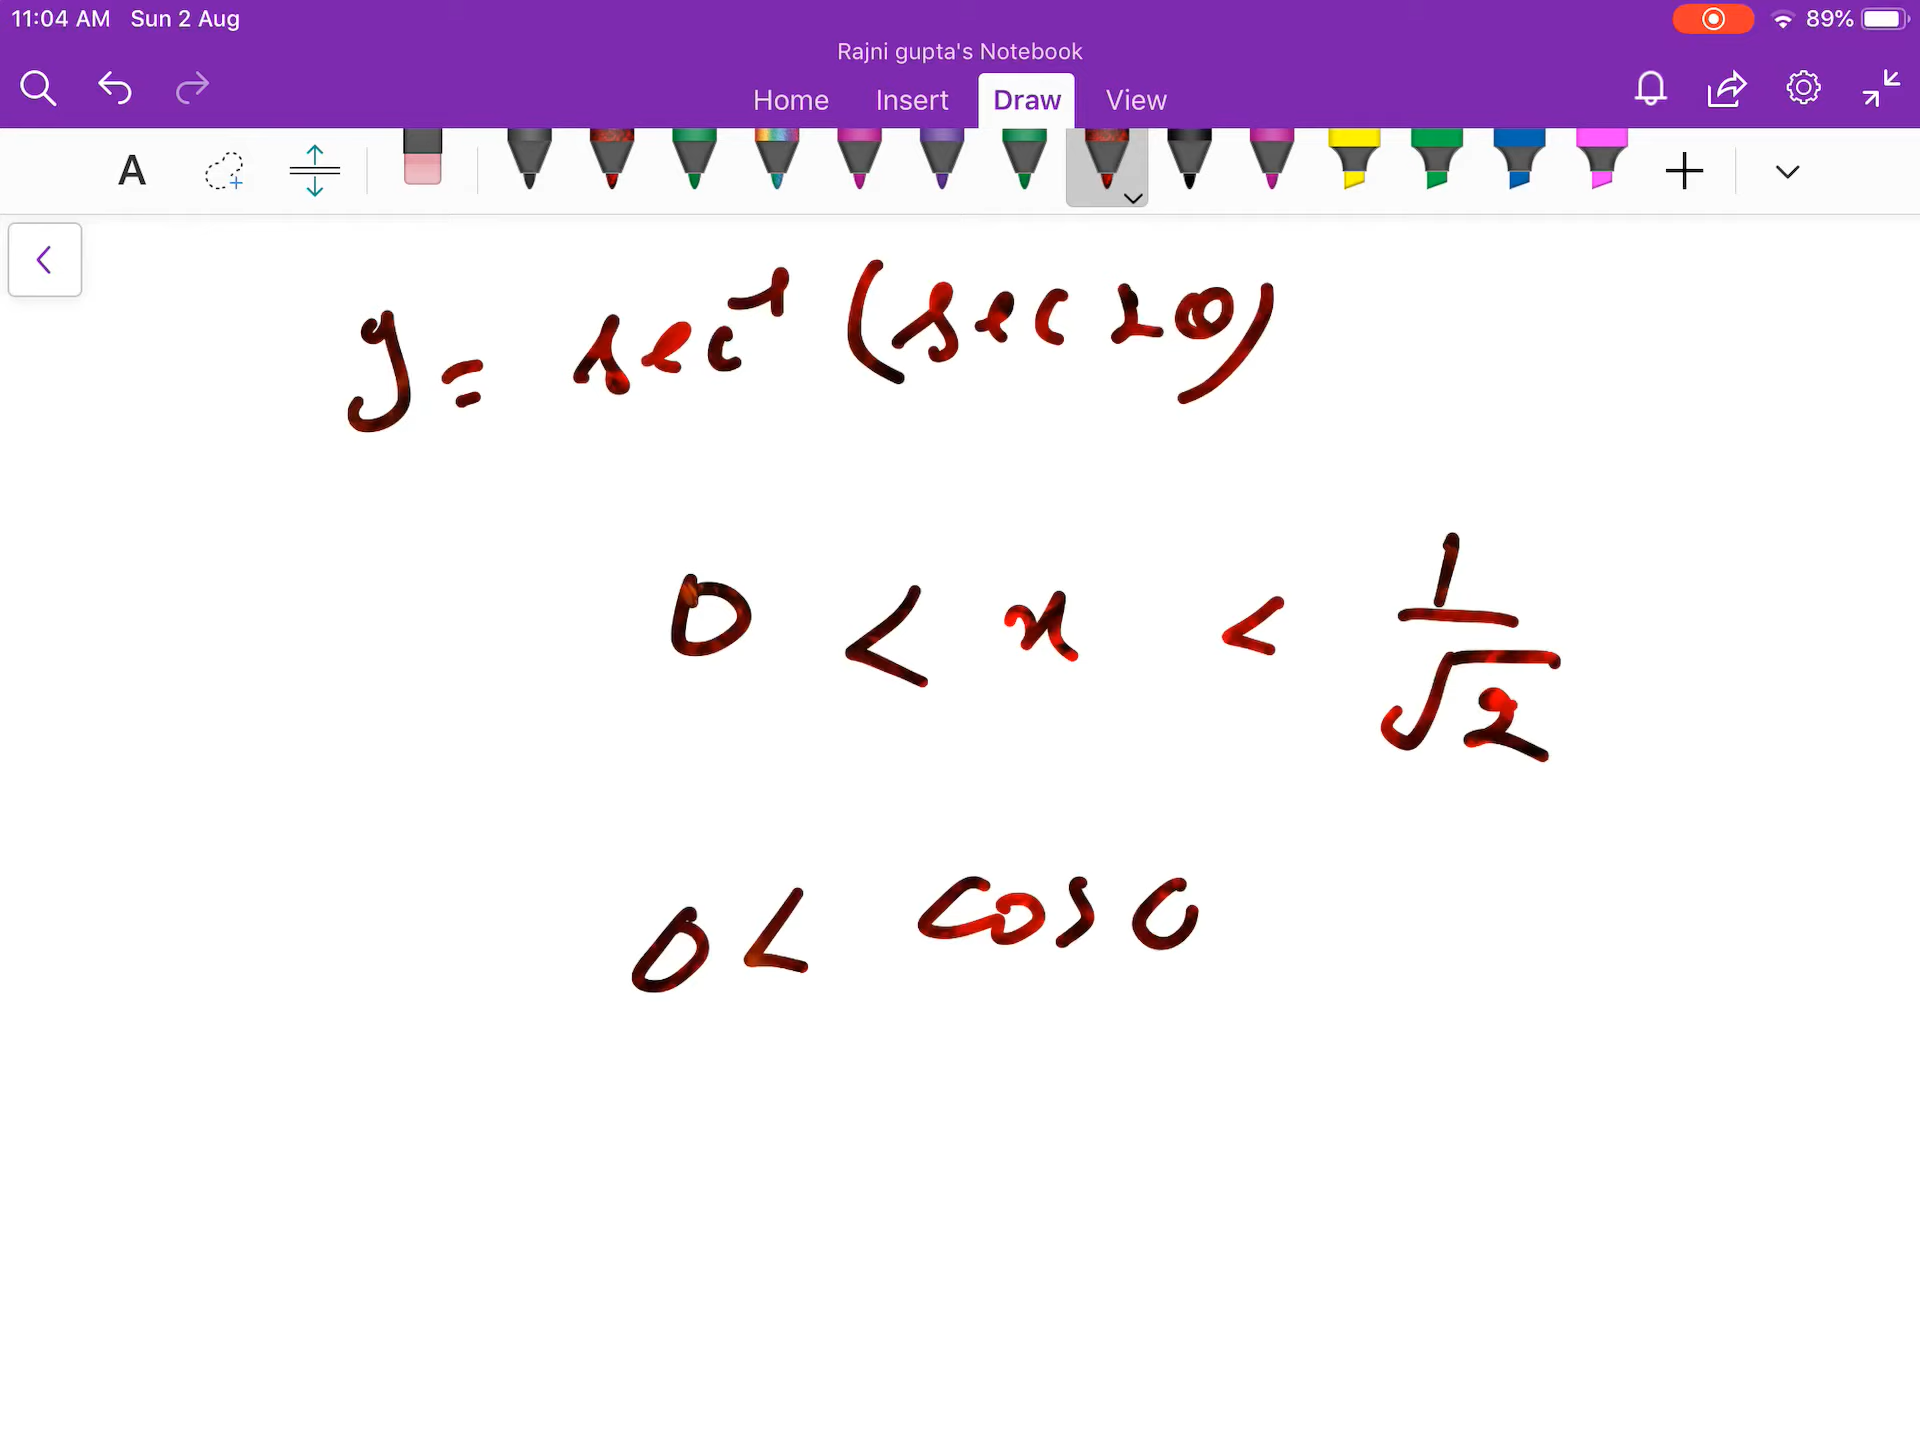 11:04 AM Sun 2 Aug 89%
Rajni gupta's Notebook
Home Insert Draw View
A
y = sec⁻¹ (sec 2θ)
0 < x < 1/√2
0 < cos 0